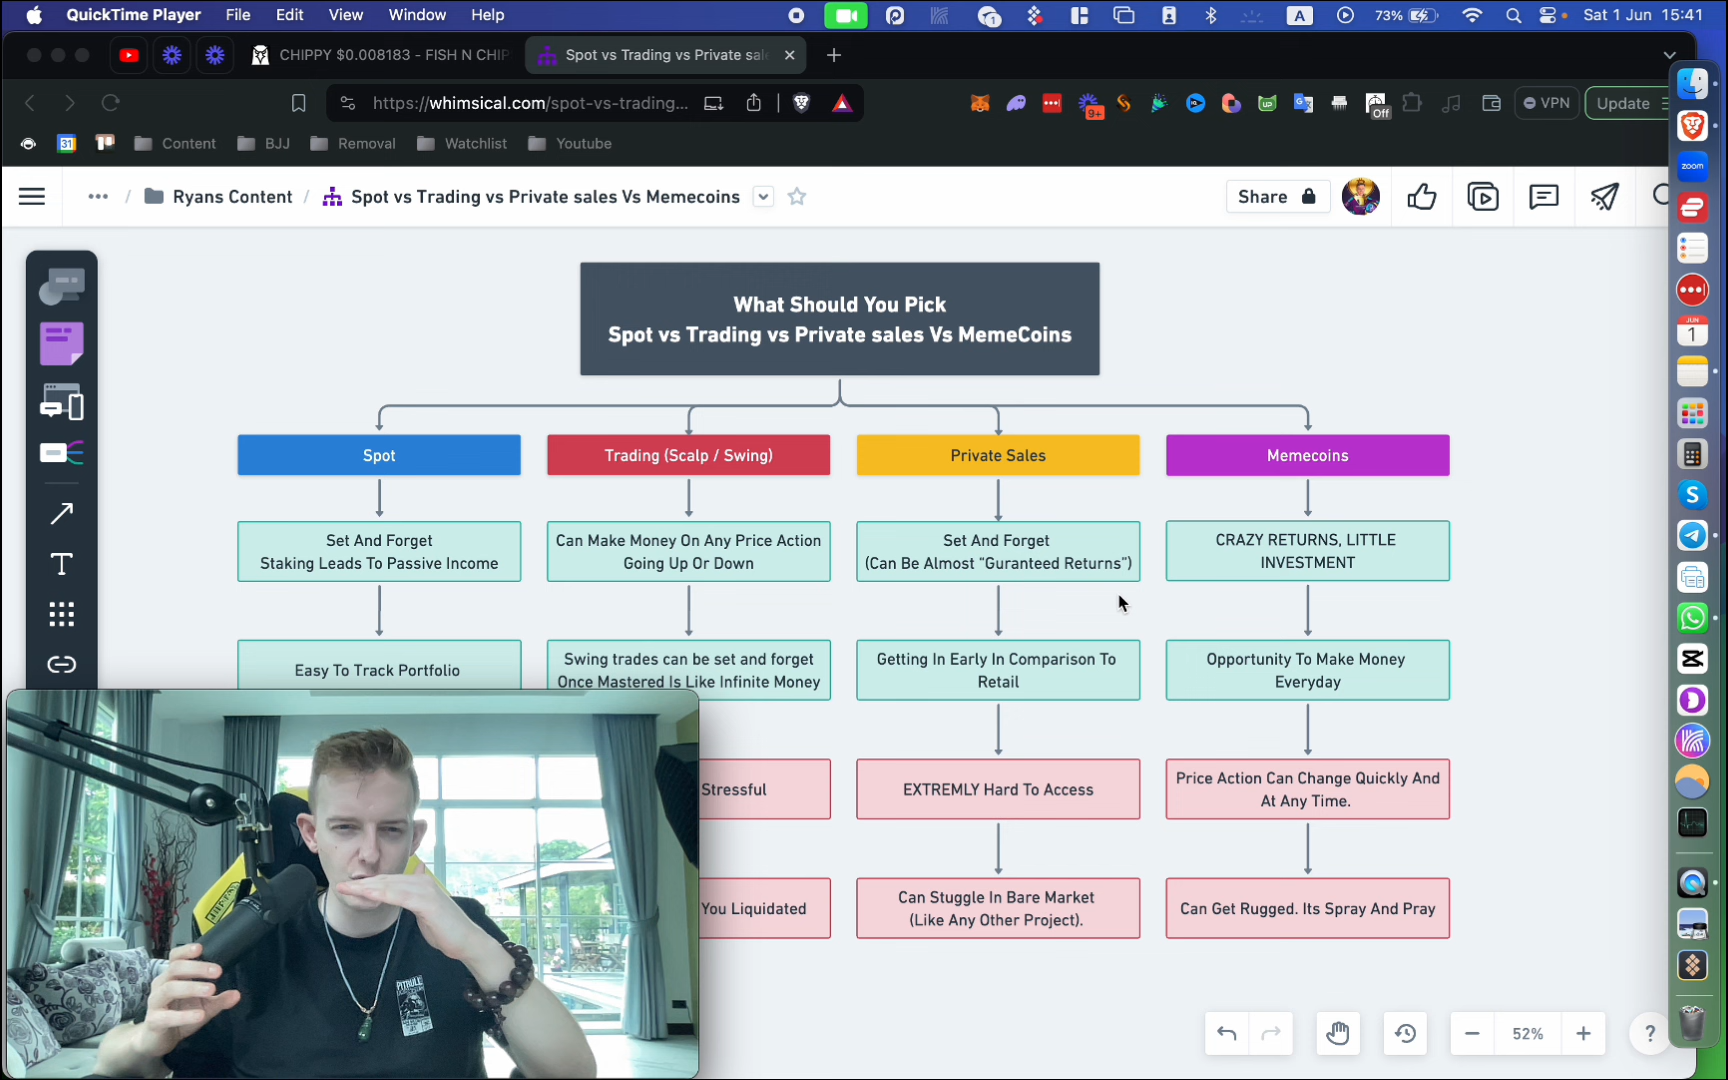 QuickTime Player File Edit View Window Help
A 73% Sat 1 Jun 15:41
CHIPPY $0.008183 - FISH N CHIP
Spot vs Trading vs Private sal
https://whimsical.com/spot-vs-trading...
9+
UP
Off
VPN
Update
31
Content BJJ Removal Watchlist Youtube
... / Ryans Content / Spot vs Trading vs Private sales Vs Memecoins
Share
What Should You Pick
Spot vs Trading vs Private sales Vs MemeCoins
Spot
Set And Forget
Staking Leads To Passive Income
Easy To Track Portfolio
Trading (Scalp / Swing)
Can Make Money On Any Price Action
Going Up Or Down
Swing trades can be set and forget
Once Mastered Is Like Infinite Money
Stressful
You Liquidated
Private Sales
Set And Forget
(Can Be Almost “Guranteed Returns”)
Getting In Early In Comparison To
Retail
EXTREMLY Hard To Access
Can Stuggle In Bare Market
(Like Any Other Project).
Memecoins
CRAZY RETURNS, LITTLE
INVESTMENT
Opportunity To Make Money
Everyday
Price Action Can Change Quickly And
At Any Time.
Can Get Rugged. Its Spray And Pray
T
zoom
JUN
1
S
PITBULL
52%
?